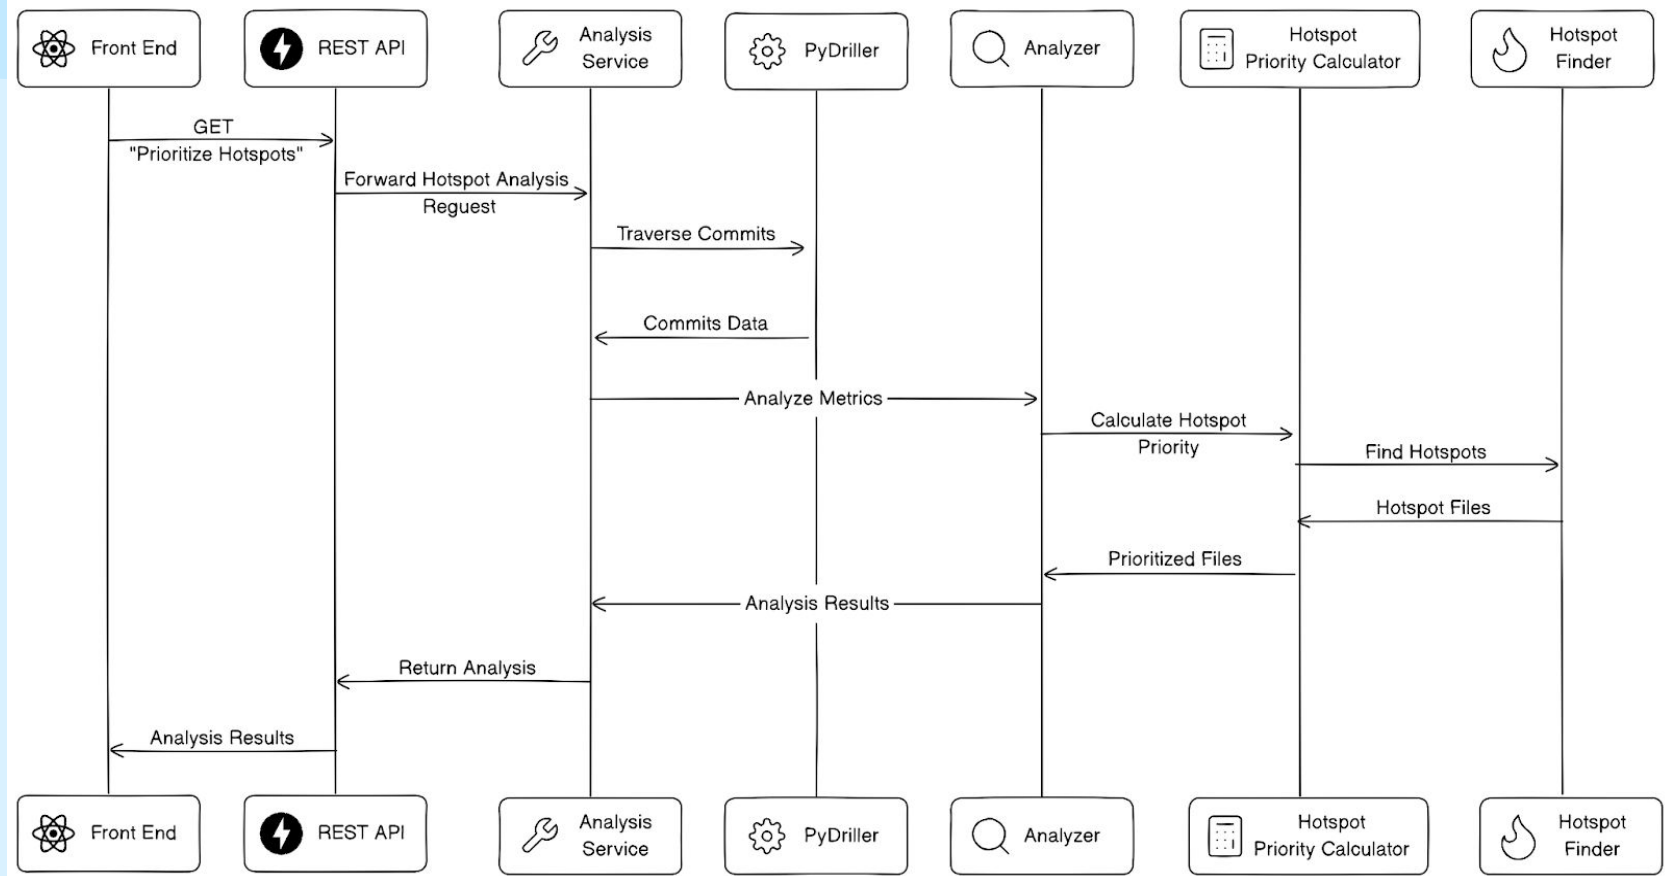 Front End
REST API
Analysis
Service
PyDriller
Analyzer
Hotspot
Priority Calculator
Hotspot
Finder
GET
"Prioritize Hotspots"
Forward Hotspot Analysis
Reguest
Traverse Commits
Commits Data
Analyze Metrics
Calculate Hotspot
Priority
Find Hotspots
Hotspot Files
Prioritized Files
Analysis Results
Return Analysis
Analysis Results
Front End
REST API
Analysis
Service
PyDriller
Analyzer
Hotspot
Priority Calculator
Hotspot
Finder